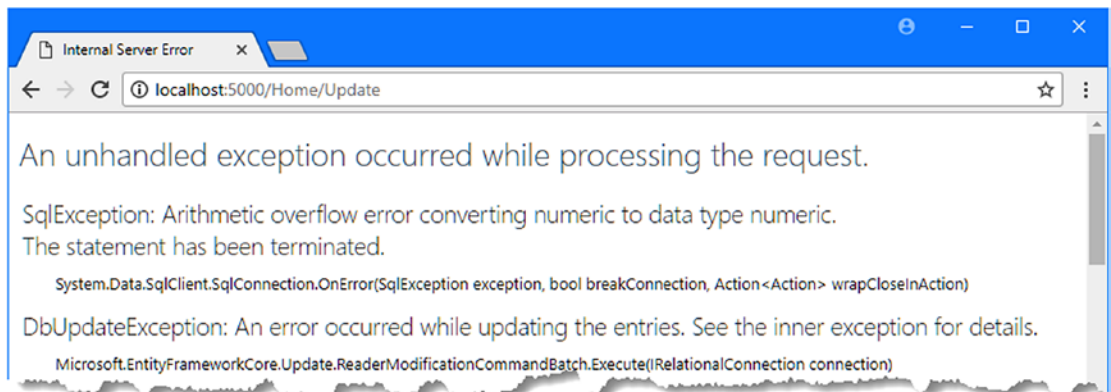 Internal Server Error
localhost:5000/Home/Update
An unhandled exception occurred while processing the request.
SqlException: Arithmetic overflow error converting numeric to data type numeric.
The statement has been terminated.
System.Data.SqlClient.SqlConnection.OnError(SqlException exception, bool breakConnection, Action<Action> wrapCloseInAction)
DbUpdateException: An error occurred while updating the entries. See the inner exception for details.
Microsoft.EntityFrameworkCore.Update.ReaderModificationCommandBatch.Execute(IRelationalConnection connection)